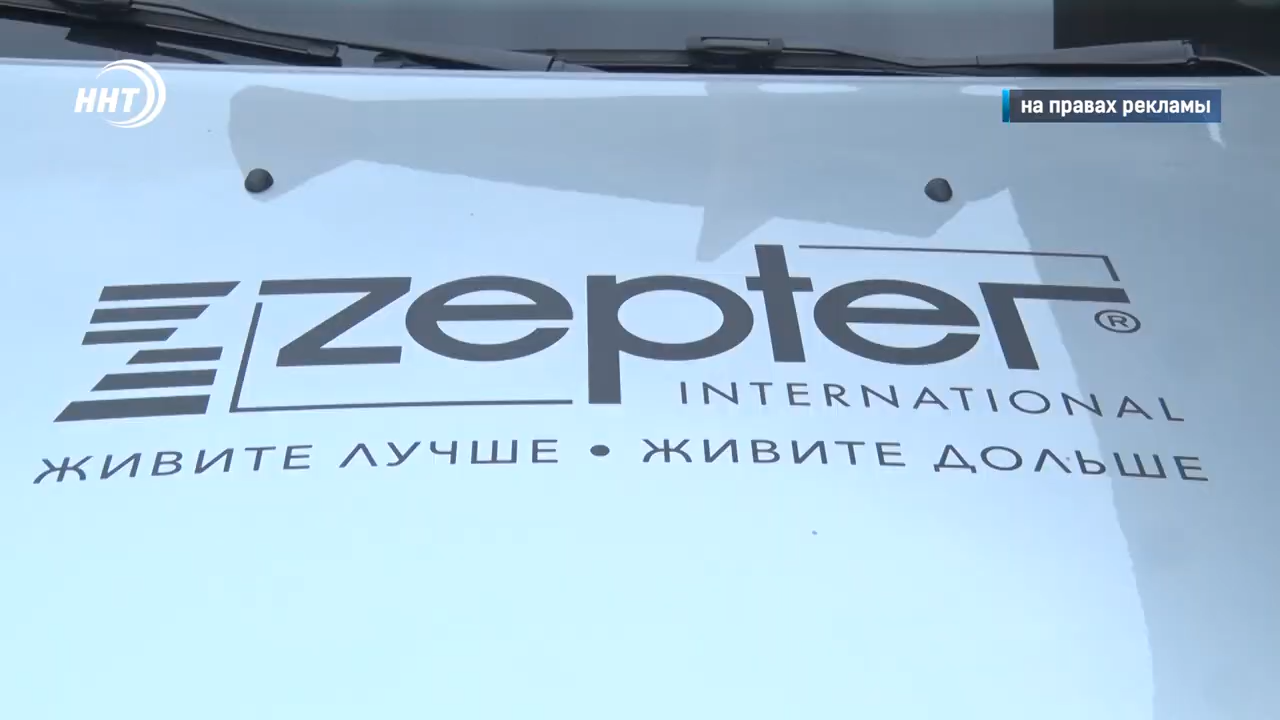 ННТ
на правах рекламы
zepter®
INTERNATIONAL
ЖИВИТЕ ЛУЧШЕ • ЖИВИТЕ ДОЛЬШЕ